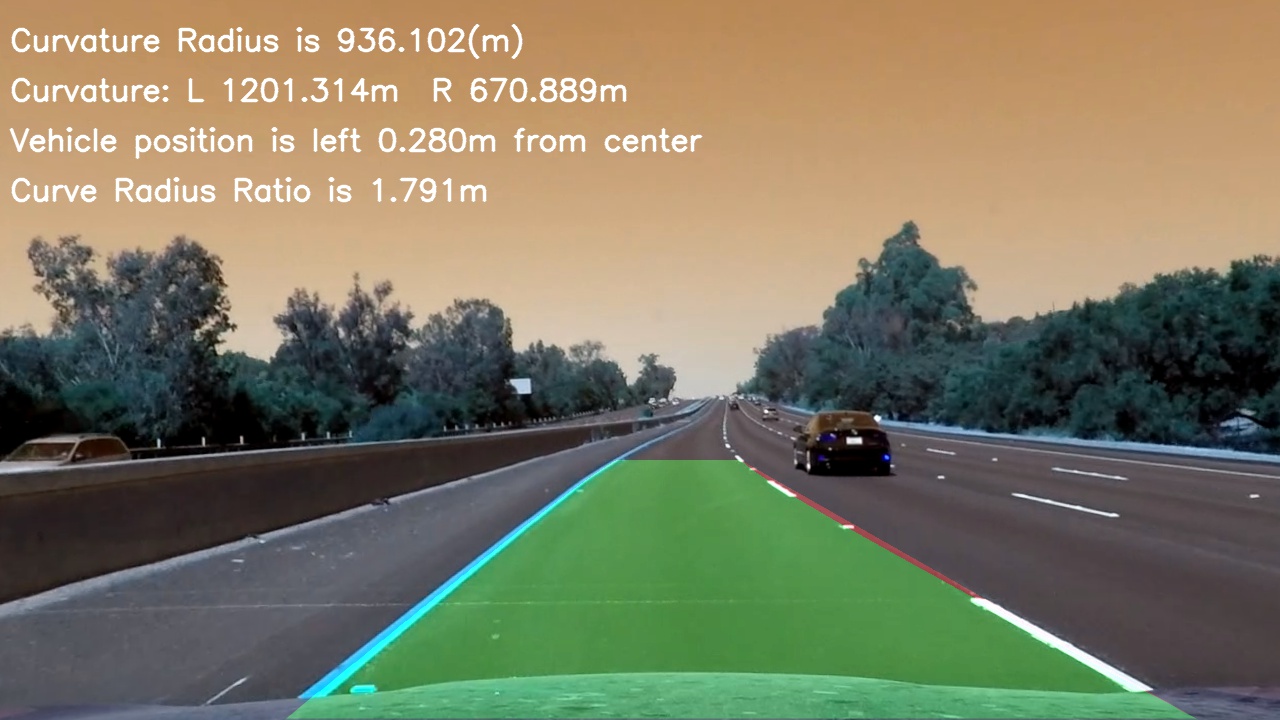 Curvature Radius is 936.102(m)
Curvature: L 1201.314m R 670.889m
Vehicle position is left 0.280m from center
Curve Radius Ratio is 1.791m